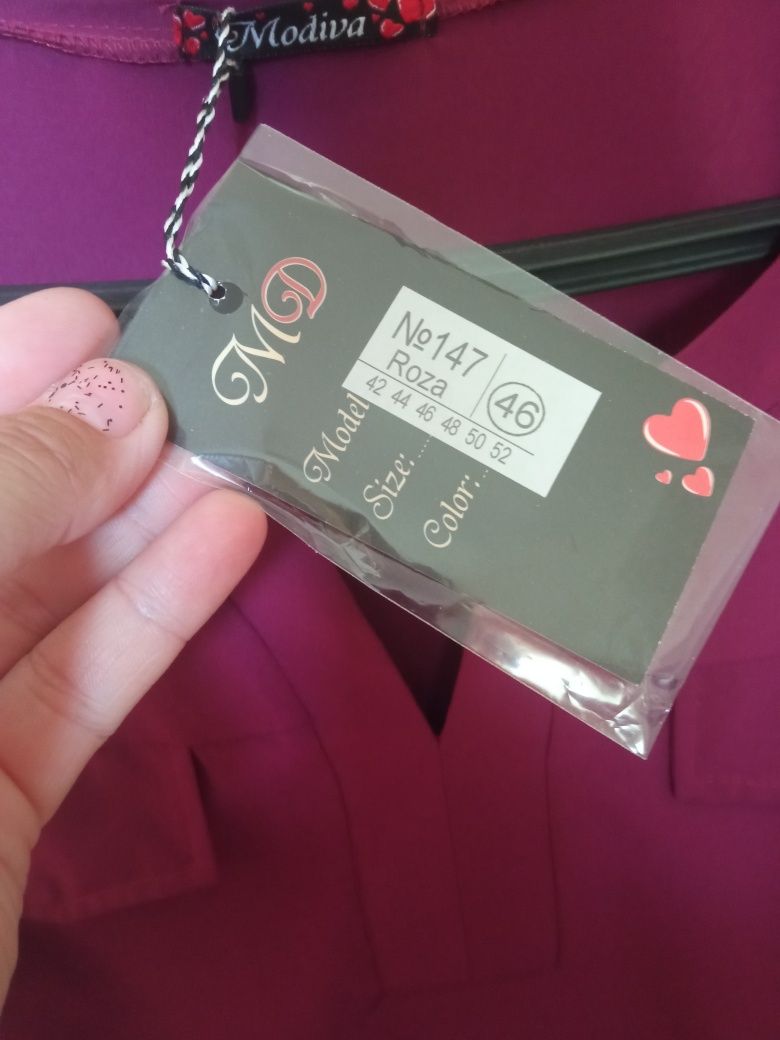 Modiva
MD
№147
Roza
46
42 44 46 48 50 52
Model
Size:......
Color:...